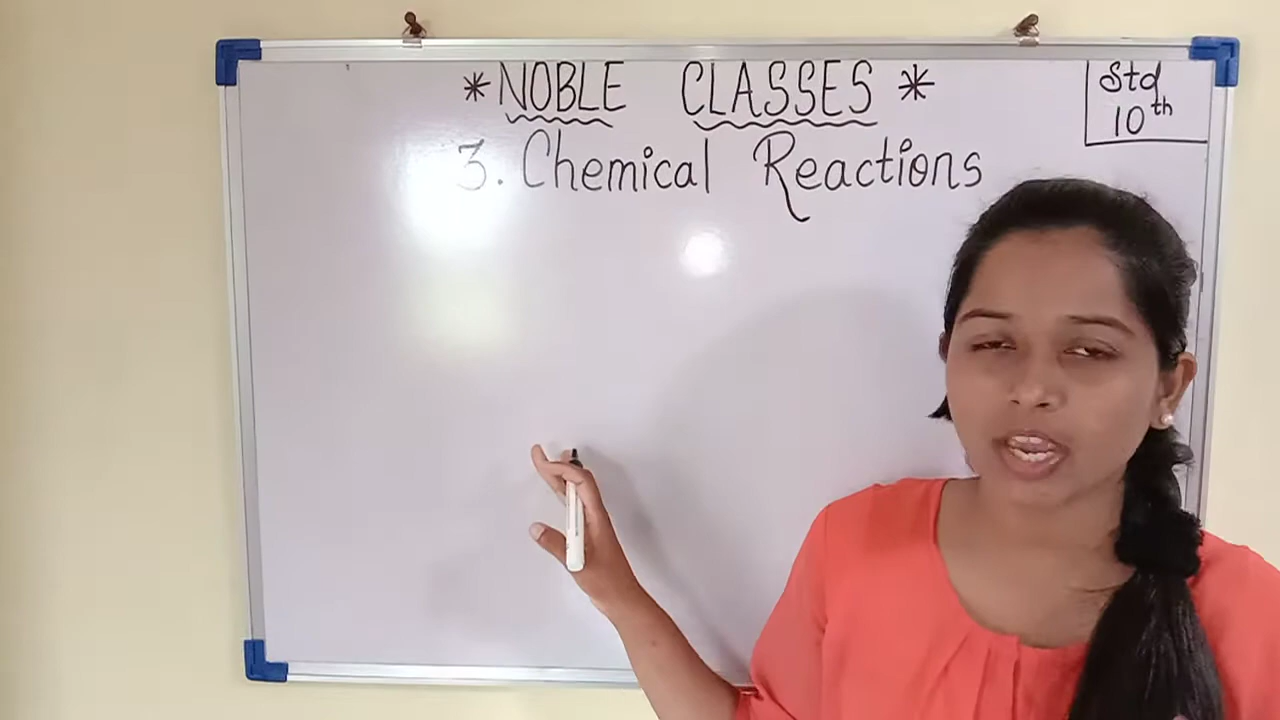 *NOBLE CLASSES*
Std
10th
3. Chemical Reactions